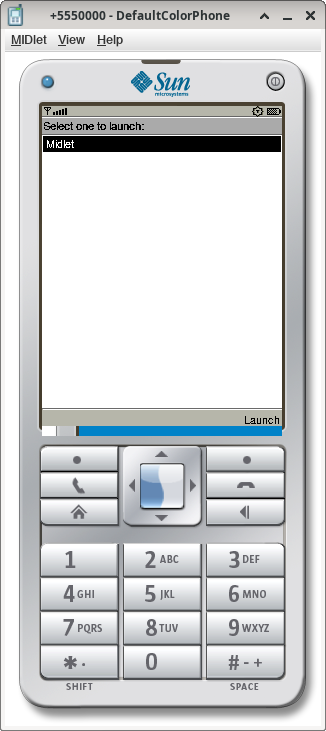 +5550000 - DefaultColorPhone
MIDlet View Help
Sun
microsystems
Select one to launch:
Midlet
Launch
1 2 ABC 3 DEF
4 GHI 5 JKL 6 MNO
7 PQRS 8 TUV 9 WXYZ
* . 0 # - +
SHIFT SPACE